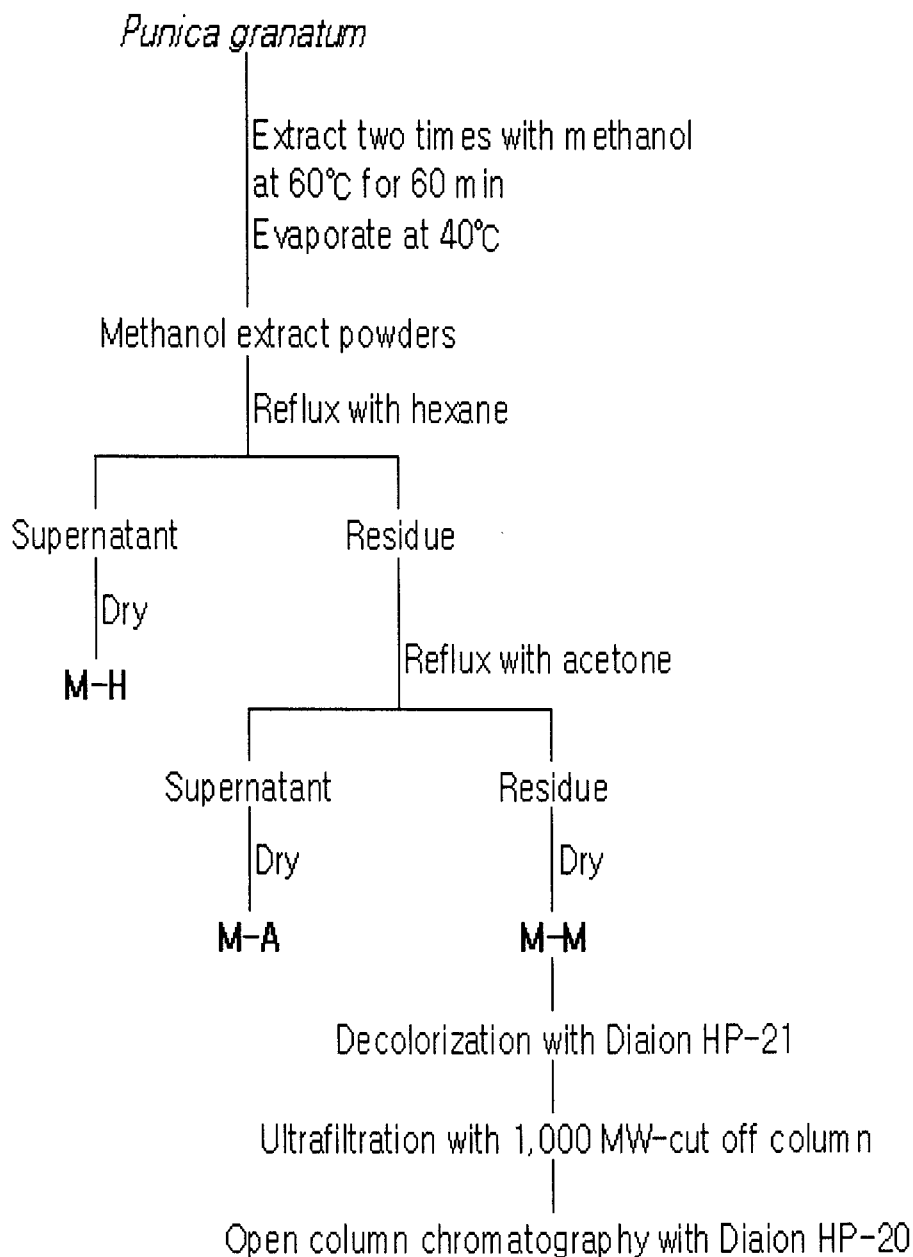 Punica granatum
Extract two times with methanol
at 60℃ for 60 min
Evaporate at 40℃
Methanol extract powders
Reflux with hexane
Supernatant
Residue
Dry
M-H
Reflux with acetone
Supernatant
Residue
Dry
Dry
M-A
M-M
Decolorization with Diaion HP-21
Ultrafiltration with 1,000 MW-cut off column
Open column chromatography with Diaion HP-20